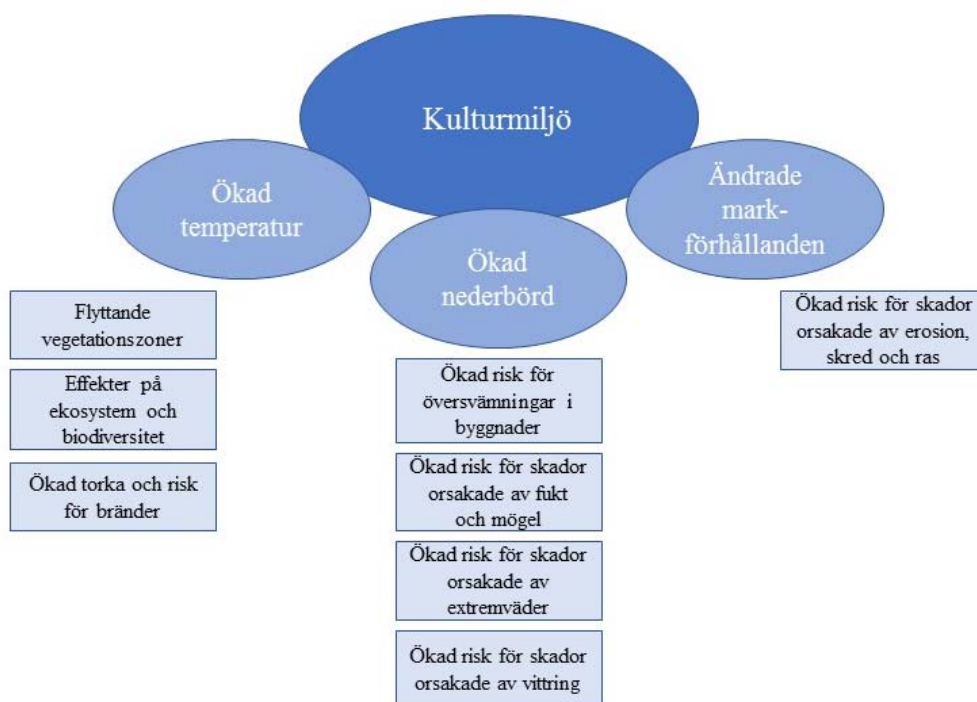 Kulturmiljö
Ökad
temperatur
Ökad
nederbörd
Ändrade
mark-
förhållanden
Flyttande
vegetationszoner
Effekter på
ekosystem och
biodiversitet
Ökad torka och risk
för bränder
Ökad risk för
översvämningar i
byggnader
Ökad risk för skador
orsakade av fukt
och mögel
Ökad risk för skador
orsakade av
extremväder
Ökad risk för skador
orsakade av vittring
Ökad risk för skador
orsakade av erosion,
skred och ras